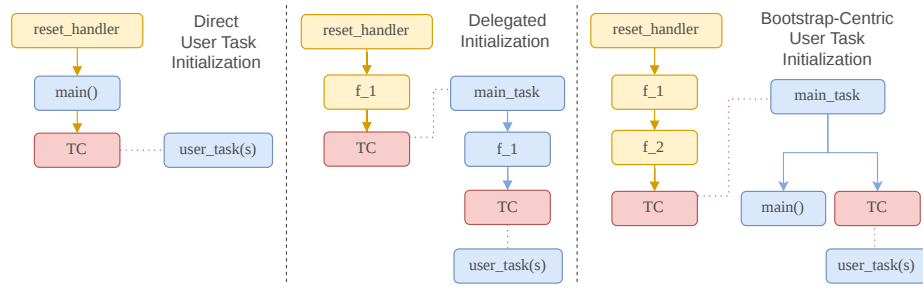 Direct
User Task
Initialization
reset_handler
main()
TC
user_task(s)
Delegated
Initialization
reset_handler
f_1
main_task
TC
f_1
TC
user_task(s)
Bootstrap-Centric
User Task
Initialization
reset_handler
f_1
main_task
f_2
TC
main()
TC
user_task(s)